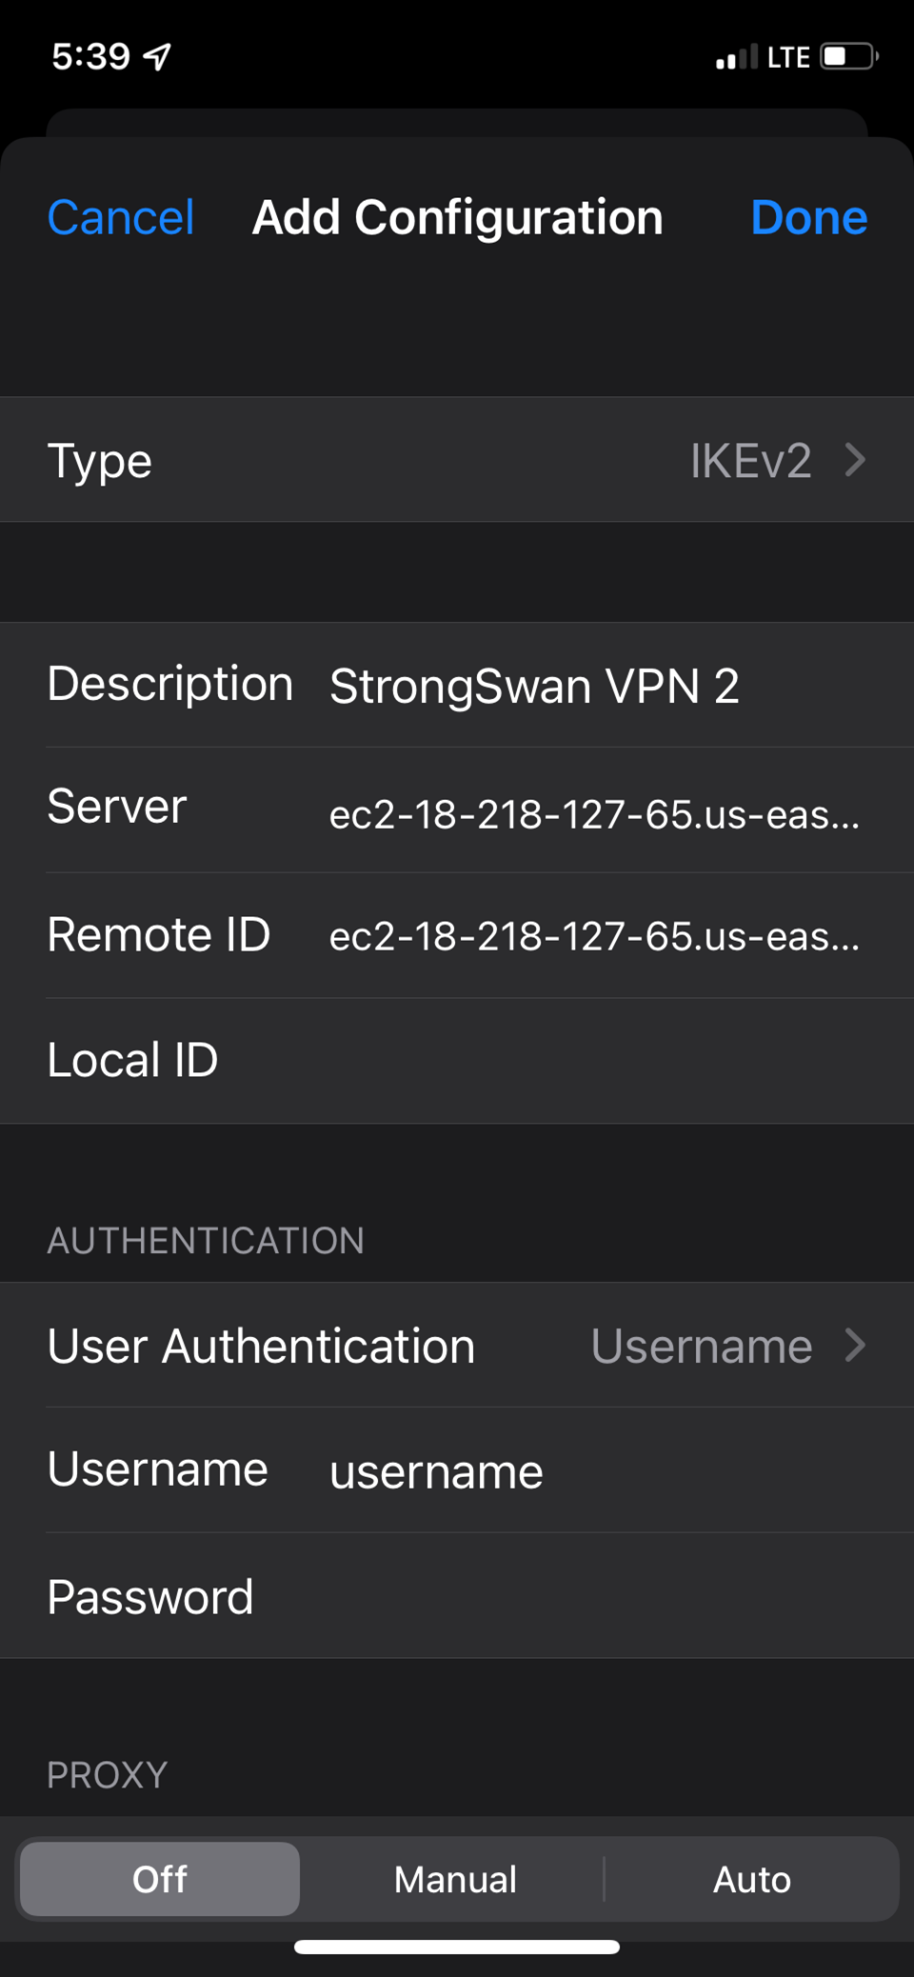 5:39 LTE
Cancel Add Configuration Done
Type IKEv2
Description StrongSwan VPN 2
Server ec2-18-218-127-65.us-eas...
Remote ID ec2-18-218-127-65.us-eas...
Local ID
AUTHENTICATION
User Authentication Username
Username username
Password
PROXY
Off Manual Auto